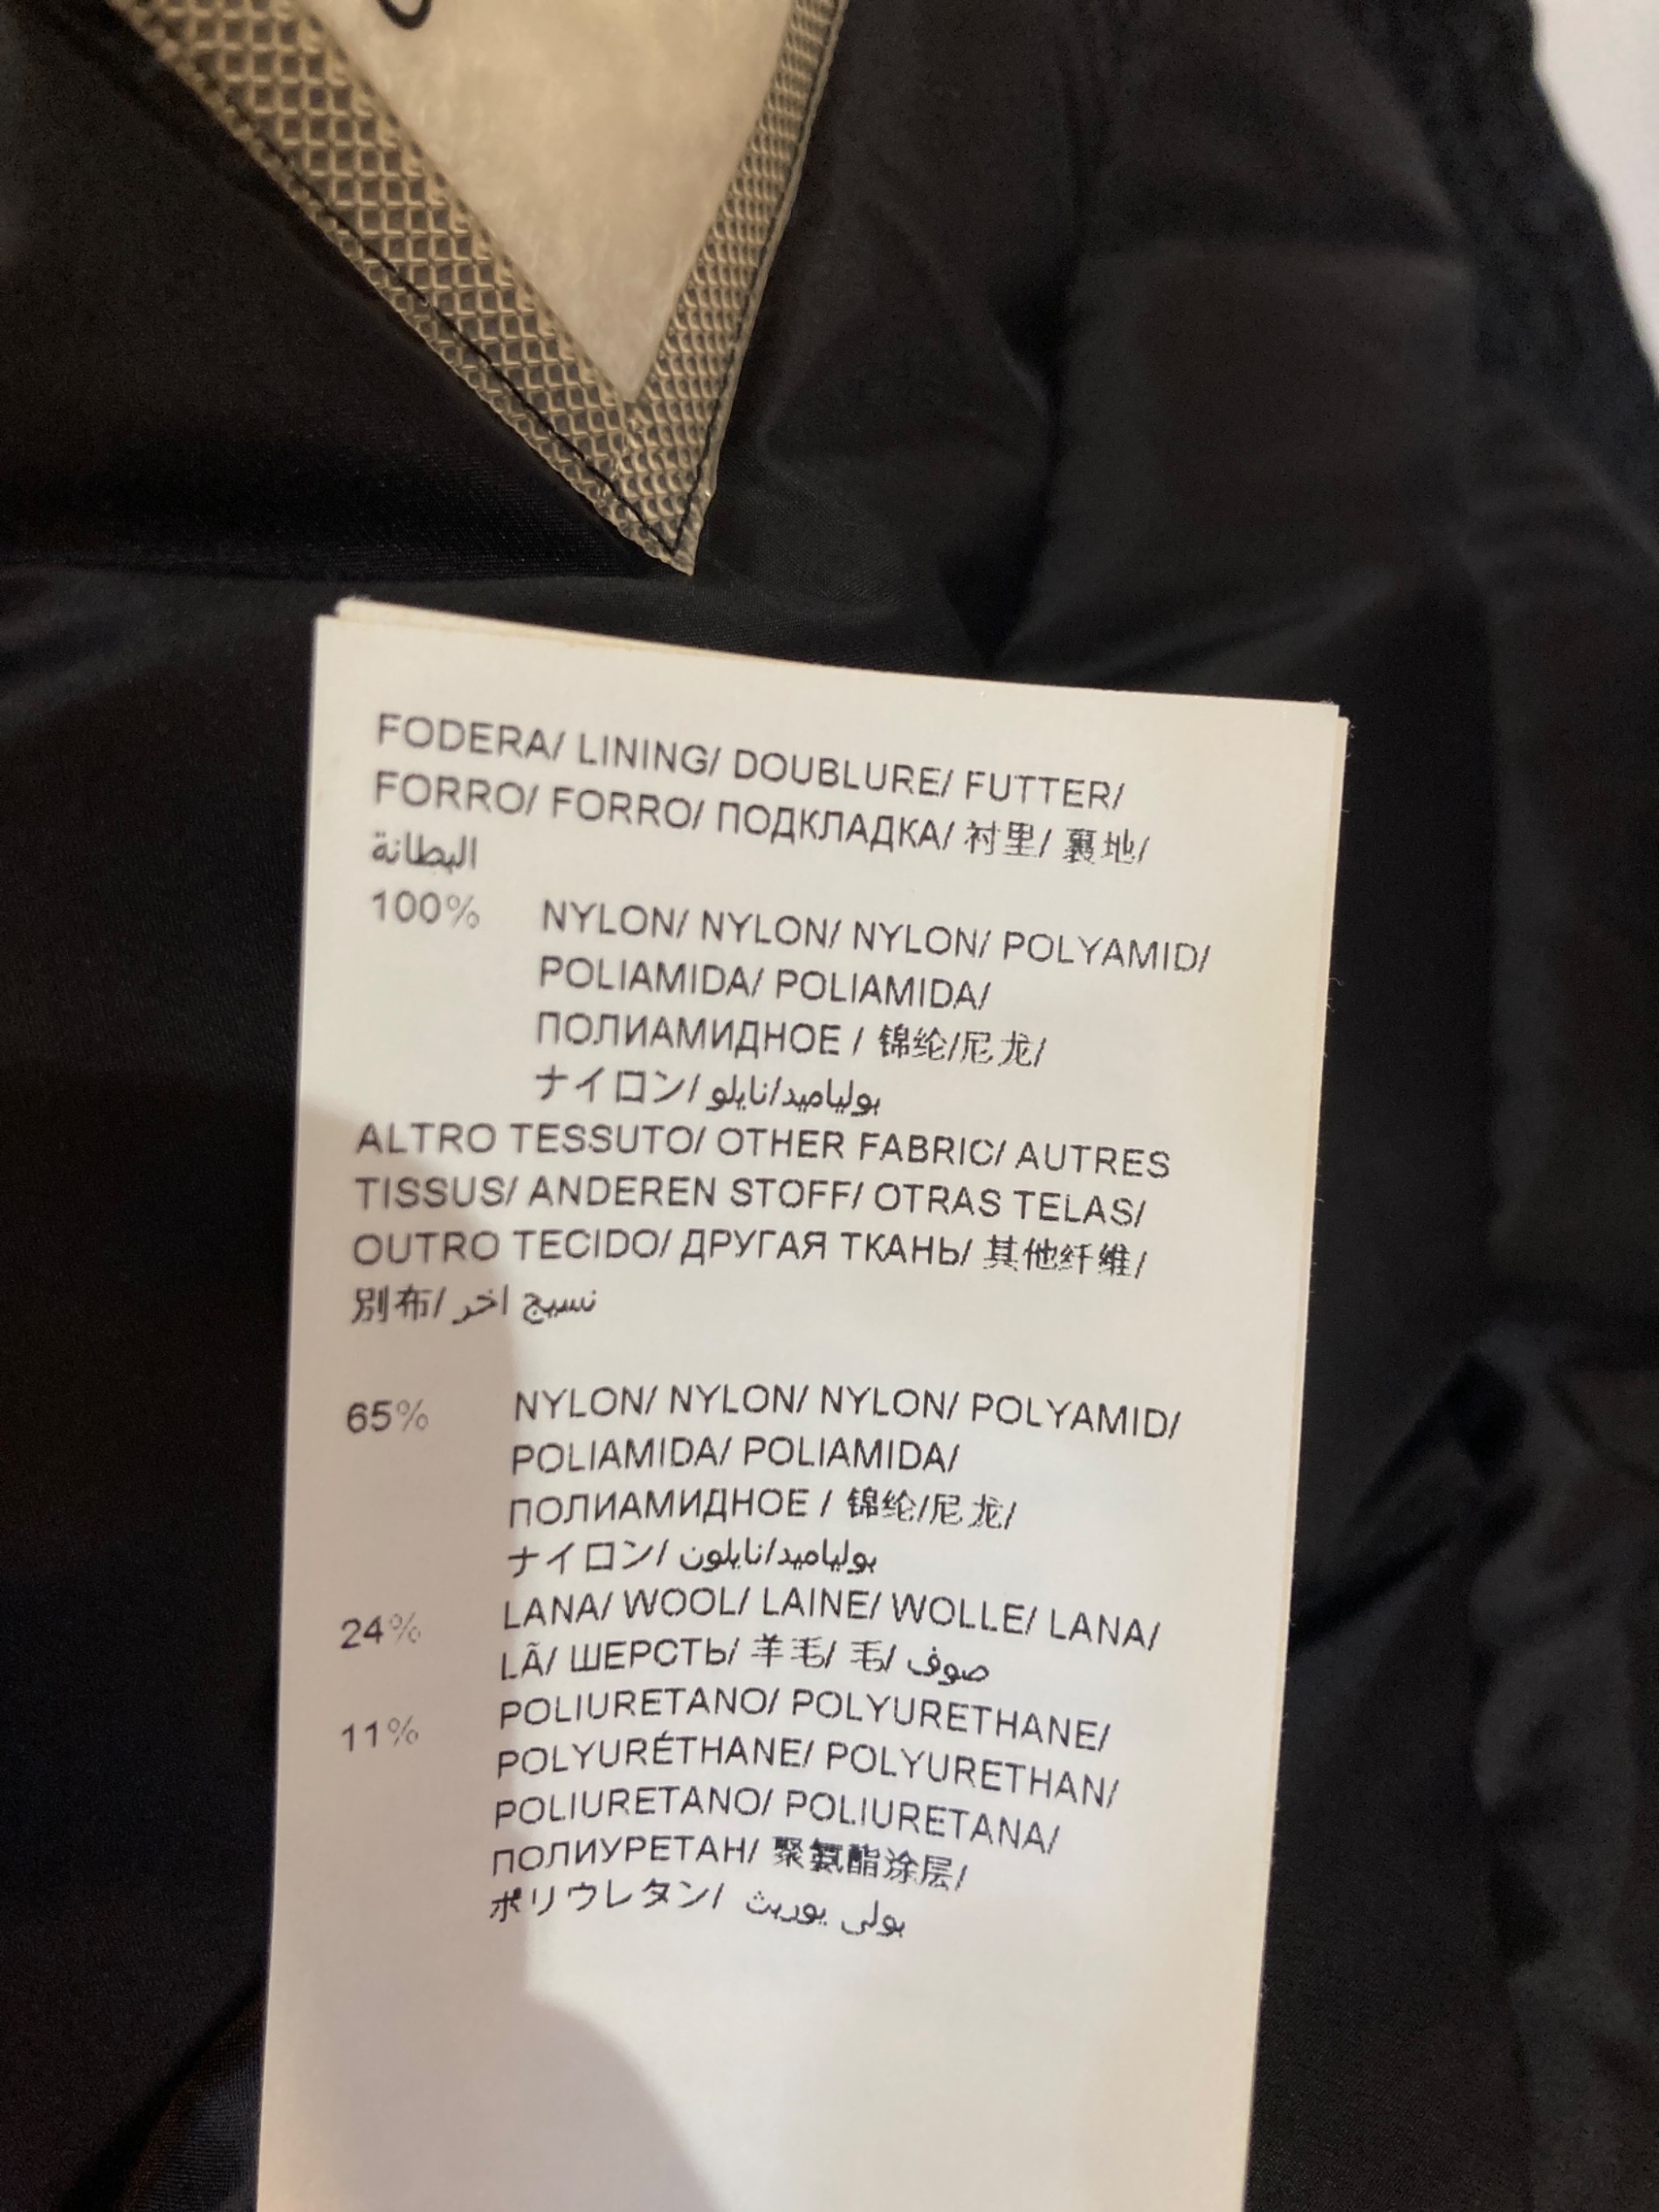 FODERA/ LINING/ DOUBLURE/ FUTTER/
FORRO/ FORRO/ ПОДКЛАДКА/ 衬里/ 裏地/
البطانة
100% NYLON/ NYLON/ NYLON/ POLYAMID/
POLIAMIDA/ POLIAMIDA/
ПОЛИАМИДНОЕ / 锦纶/尼龙/
ナイロン/ بولياميد/نايلو
ALTRO TESSUTO/ OTHER FABRIC/ AUTRES
TISSUS/ ANDEREN STOFF/ OTRAS TELAS/
OUTRO TECIDO/ ДРУГАЯ ТКАНЬ/ 其他纤维/
別布/ نسيج اخر
65% NYLON/ NYLON/ NYLON/ POLYAMID/
POLIAMIDA/ POLIAMIDA/
ПОЛИАМИДНОЕ / 锦纶/尼龙/
ナイロン/ بولياميد/نايلون
24% LANA/ WOOL/ LAINE/ WOLLE/ LANA/
LÃ/ ШЕРСТЬ/ 羊毛/ 毛/ صوف
11% POLIURETANO/ POLYURETHANE/
POLYURÉTHANE/ POLYURETHAN/
POLIURETANO/ POLIURETANA/
ПОЛИУРЕТАН/ 聚氨酯涂层/
ポリウレタン/ بولى يوريث